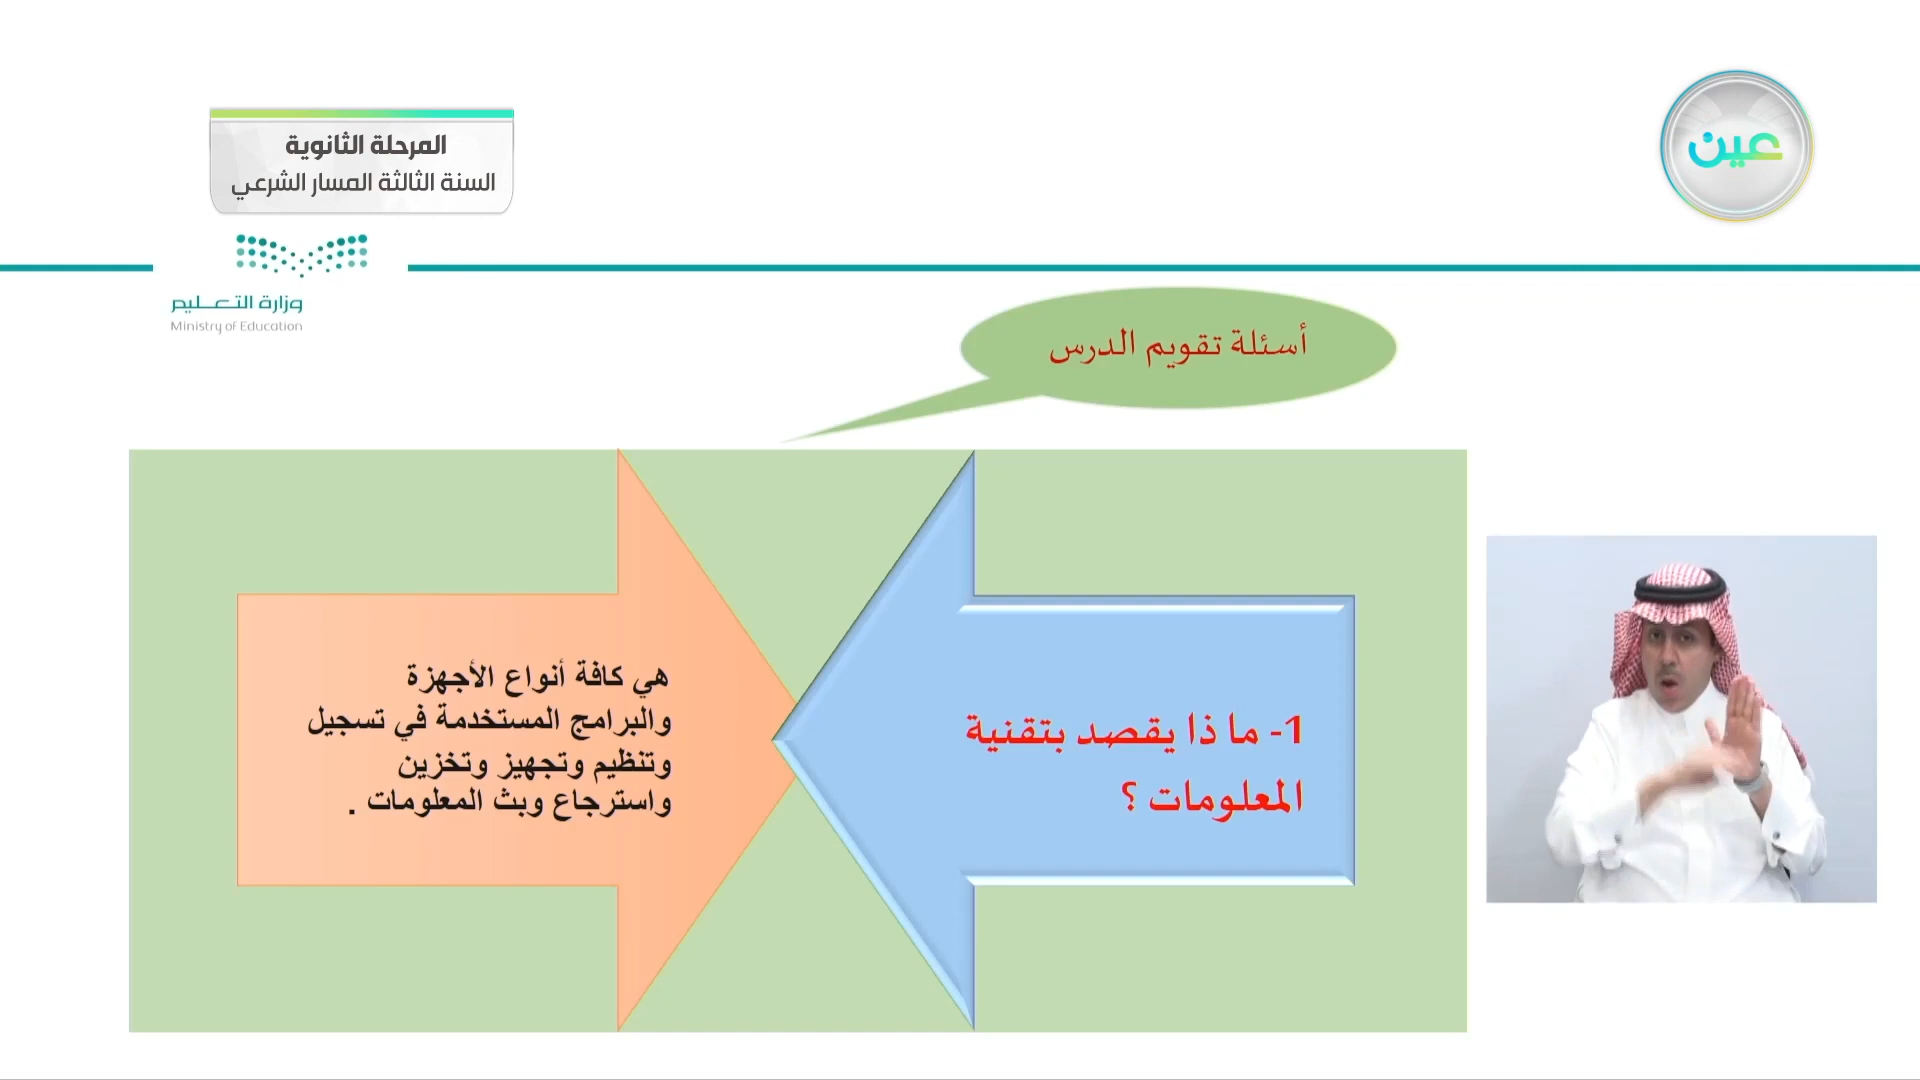 عين
المرحلة الثانوية
السنة الثالثة المسار الشرعي
وزارة التعليم
Ministry of Education
أسئلة تقويم الدرس
1- ما ذا يقصد بتقنية
المعلومات ؟
هي كافة أنواع الأجهزة
والبرامج المستخدمة في تسجيل
وتنظيم وتجهيز وتخزين
واسترجاع وبث المعلومات .